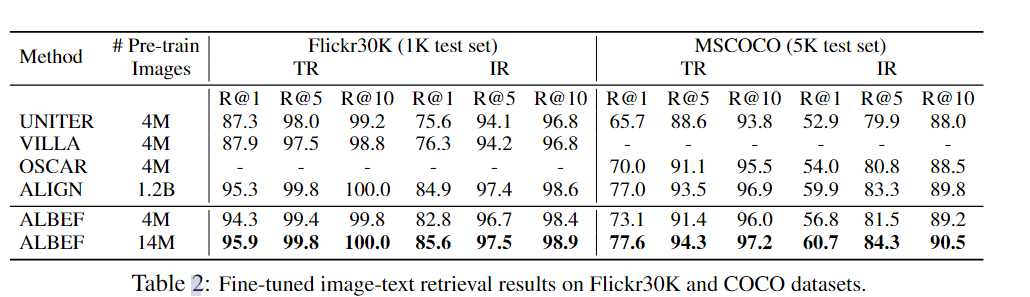 Method # Pre-train Images Flickr30K (1K test set) MSCOCO (5K test set)
TR IR TR IR
R@1 R@5 R@10 R@1 R@5 R@10 R@1 R@5 R@10 R@1 R@5 R@10
UNITER 4M 87.3 98.0 99.2 75.6 94.1 96.8 65.7 88.6 93.8 52.9 79.9 88.0
VILLA 4M 87.9 97.5 98.8 76.3 94.2 96.8 - - - - - -
OSCAR 4M - - - - - - 70.0 91.1 95.5 54.0 80.8 88.5
ALIGN 1.2B 95.3 99.8 100.0 84.9 97.4 98.6 77.0 93.5 96.9 59.9 83.3 89.8
ALBEF 4M 94.3 99.4 99.8 82.8 96.7 98.4 73.1 91.4 96.0 56.8 81.5 89.2
ALBEF 14M 95.9 99.8 100.0 85.6 97.5 98.9 77.6 94.3 97.2 60.7 84.3 90.5
Table 2: Fine-tuned image-text retrieval results on Flickr30K and COCO datasets.